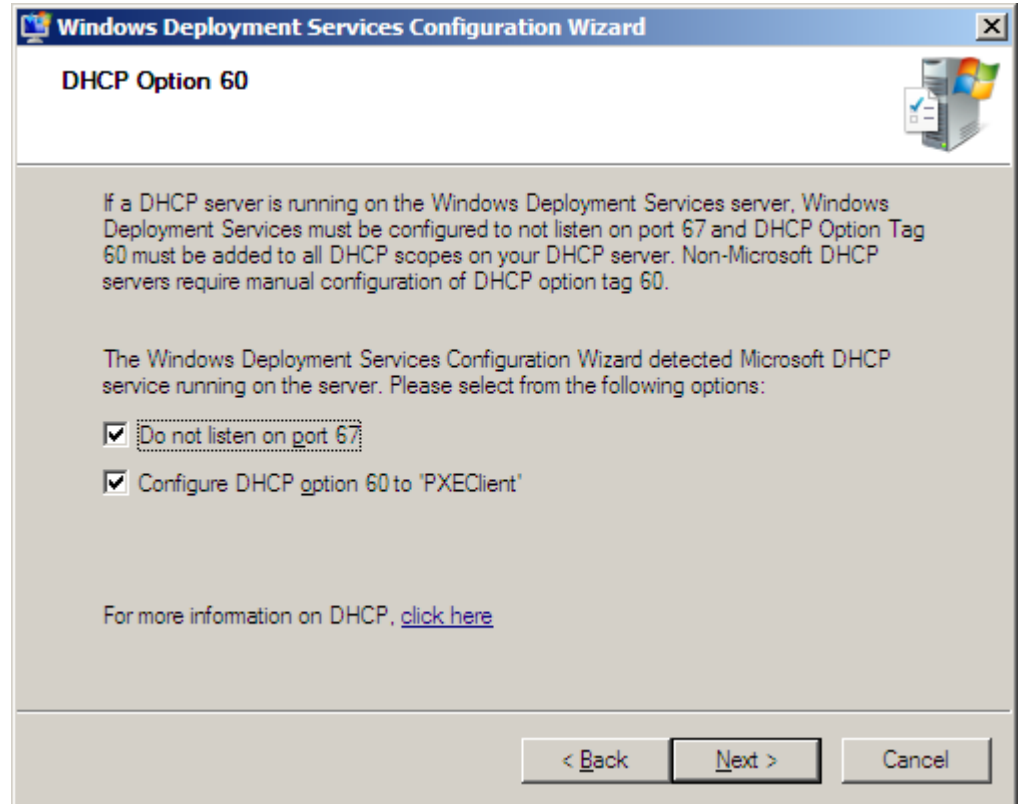 Windows Deployment Services Configuration Wizard
DHCP Option 60
If a DHCP server is running on the Windows Deployment Services server, Windows
Deployment Services must be configured to not listen on port 67 and DHCP Option Tag
60 must be added to all DHCP scopes on your DHCP server. Non-Microsoft DHCP
servers require manual configuration of DHCP option tag 60.
The Windows Deployment Services Configuration Wizard detected Microsoft DHCP
service running on the server. Please select from the following options:
Do not listen on port 67
Configure DHCP option 60 to 'PXEClient'
For more information on DHCP, click here
< Back Next > Cancel